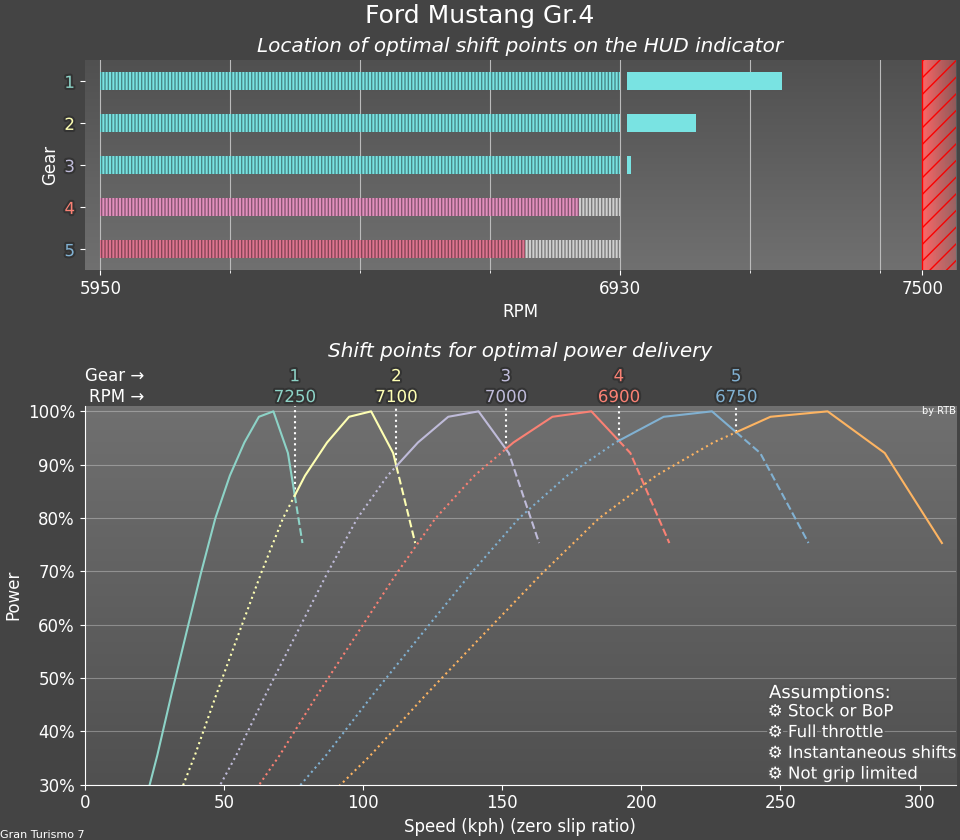 Ford Mustang Gr.4
Location of optimal shift points on the HUD indicator
Gear
1
2
3
4
5
5950 6930 7500
RPM
Shift points for optimal power delivery
Gear → 1 2 3 4 5
RPM → 7250 7100 7000 6900 6750
by RTB
Power
100%
90%
80%
70%
60%
50%
40%
30%
Assumptions:
⚙ Stock or BoP
⚙ Full throttle
⚙ Instantaneous shifts
⚙ Not grip limited
0 50 100 150 200 250 300
Speed (kph) (zero slip ratio)
Gran Turismo 7